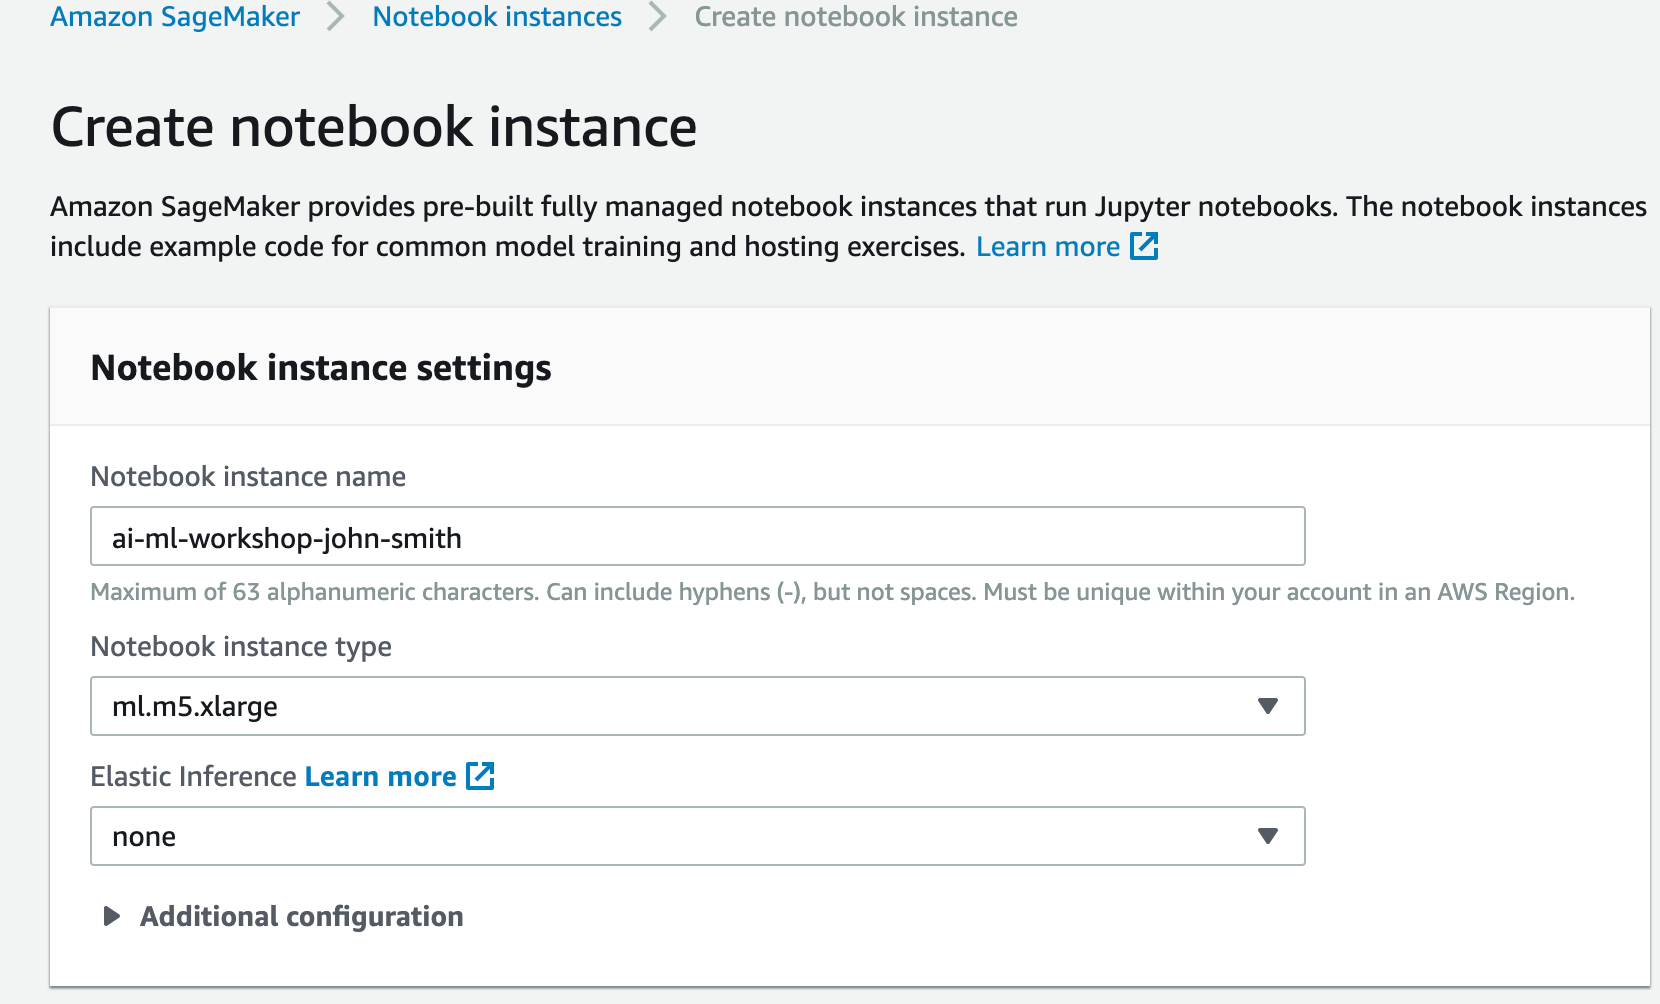 Amazon SageMaker > Notebook instances > Create notebook instance
Create notebook instance
Amazon SageMaker provides pre-built fully managed notebook instances that run Jupyter notebooks. The notebook instances
include example code for common model training and hosting exercises. Learn more
Notebook instance settings
Notebook instance name
ai-ml-workshop-john-smith
Maximum of 63 alphanumeric characters. Can include hyphens (-), but not spaces. Must be unique within your account in an AWS Region.
Notebook instance type
ml.m5.xlarge
Elastic Inference Learn more
none
Additional configuration